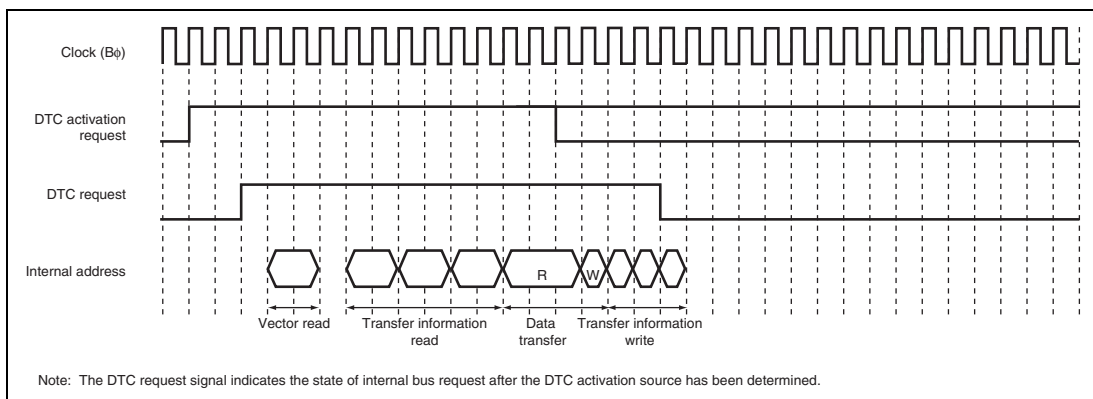 Clock (Bφ)
DTC activation
request
DTC request
Internal address
R
W
Vector read
Transfer information
read
Data
transfer
Transfer information
write
Note: The DTC request signal indicates the state of internal bus request after the DTC activation source has been determined.